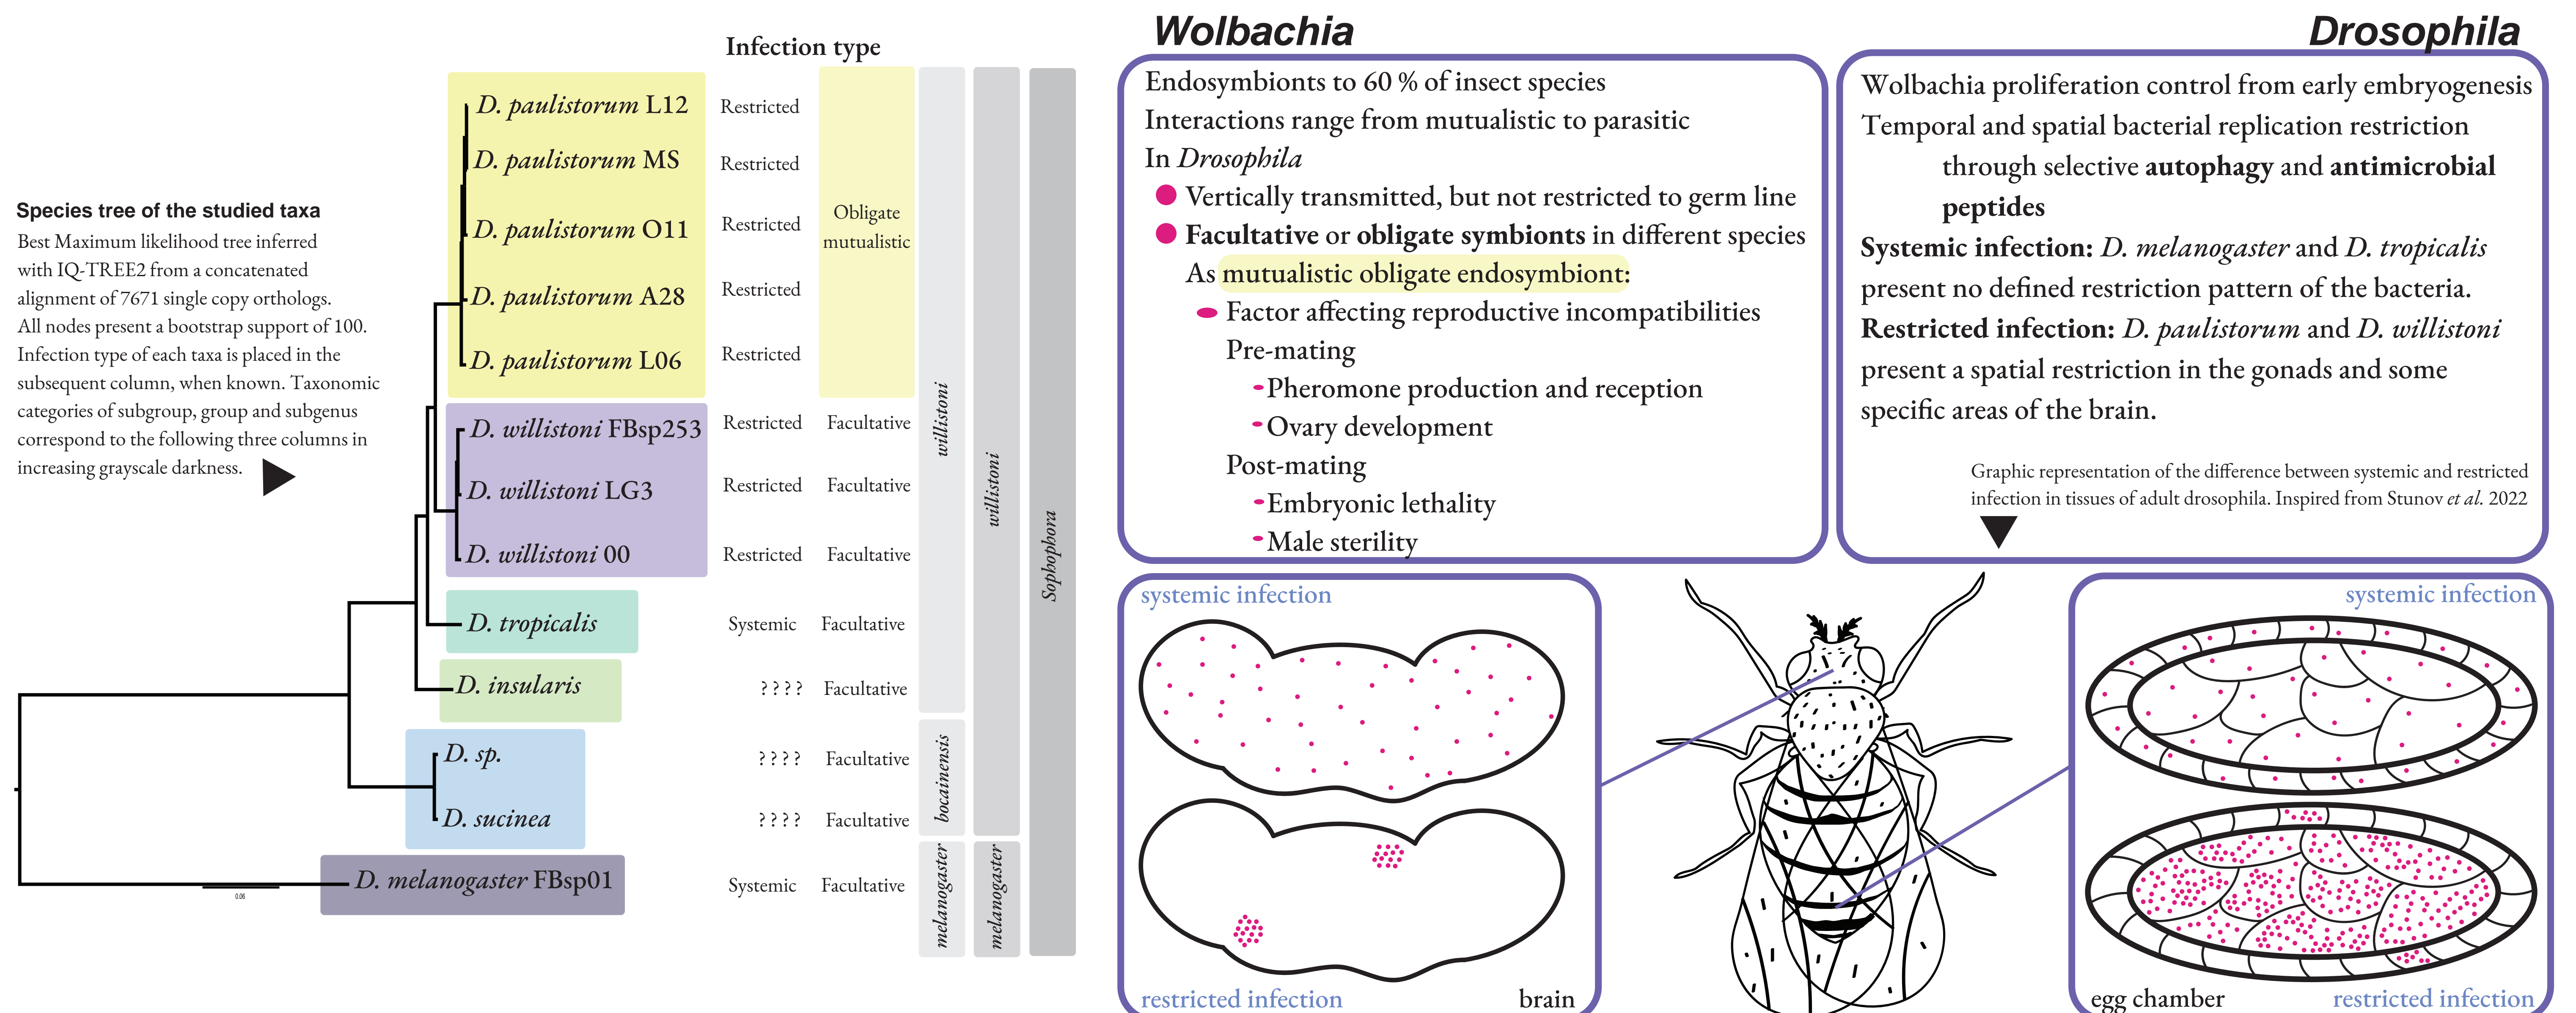 Species tree of the studied taxa
Best Maximum likelihood tree inferred
with IQ-TREE2 from a concatenated
alignment of 7671 single copy orthologs.
All nodes present a bootstrap support of 100.
Infection type of each taxa is placed in the
subsequent column, when known. Taxonomic
categories of subgroup, group and subgenus
correspond to the following three columns in
increasing grayscale darkness.
Infection type
D. paulistorum L12 Restricted
D. paulistorum MS Restricted
D. paulistorum O11 Restricted
Obligate
mutualistic
D. paulistorum A28 Restricted
D. paulistorum L06 Restricted
D. willistoni FBsp253 Restricted Facultative
D. willistoni LG3 Restricted Facultative
D. willistoni 00 Restricted Facultative
D. tropicalis Systemic Facultative
D. insularis ???? Facultative
D. sp. ???? Facultative
D. sucinea ???? Facultative
D. melanogaster FBsp01 Systemic Facultative
0.06
willistoni
bocainensis
melanogaster
willistoni
melanogaster
Sophophora
Wolbachia
Endosymbionts to 60 % of insect species
Interactions range from mutualistic to parasitic
In Drosophila
Vertically transmitted, but not restricted to germ line
Facultative or obligate symbionts in different species
As mutualistic obligate endosymbiont:
Factor affecting reproductive incompatibilities
Pre-mating
Pheromone production and reception
Ovary development
Post-mating
Embryonic lethality
Male sterility
Drosophila
Wolbachia proliferation control from early embryogenesis
Temporal and spatial bacterial replication restriction
through selective autophagy and antimicrobial
peptides
Systemic infection: D. melanogaster and D. tropicalis
present no defined restriction pattern of the bacteria.
Restricted infection: D. paulistorum and D. willistoni
present a spatial restriction in the gonads and some
specific areas of the brain.
Graphic representation of the difference between systemic and restricted
infection in tissues of adult drosophila. Inspired from Stunov et al. 2022
systemic infection
restricted infection brain
systemic infection
egg chamber restricted infection